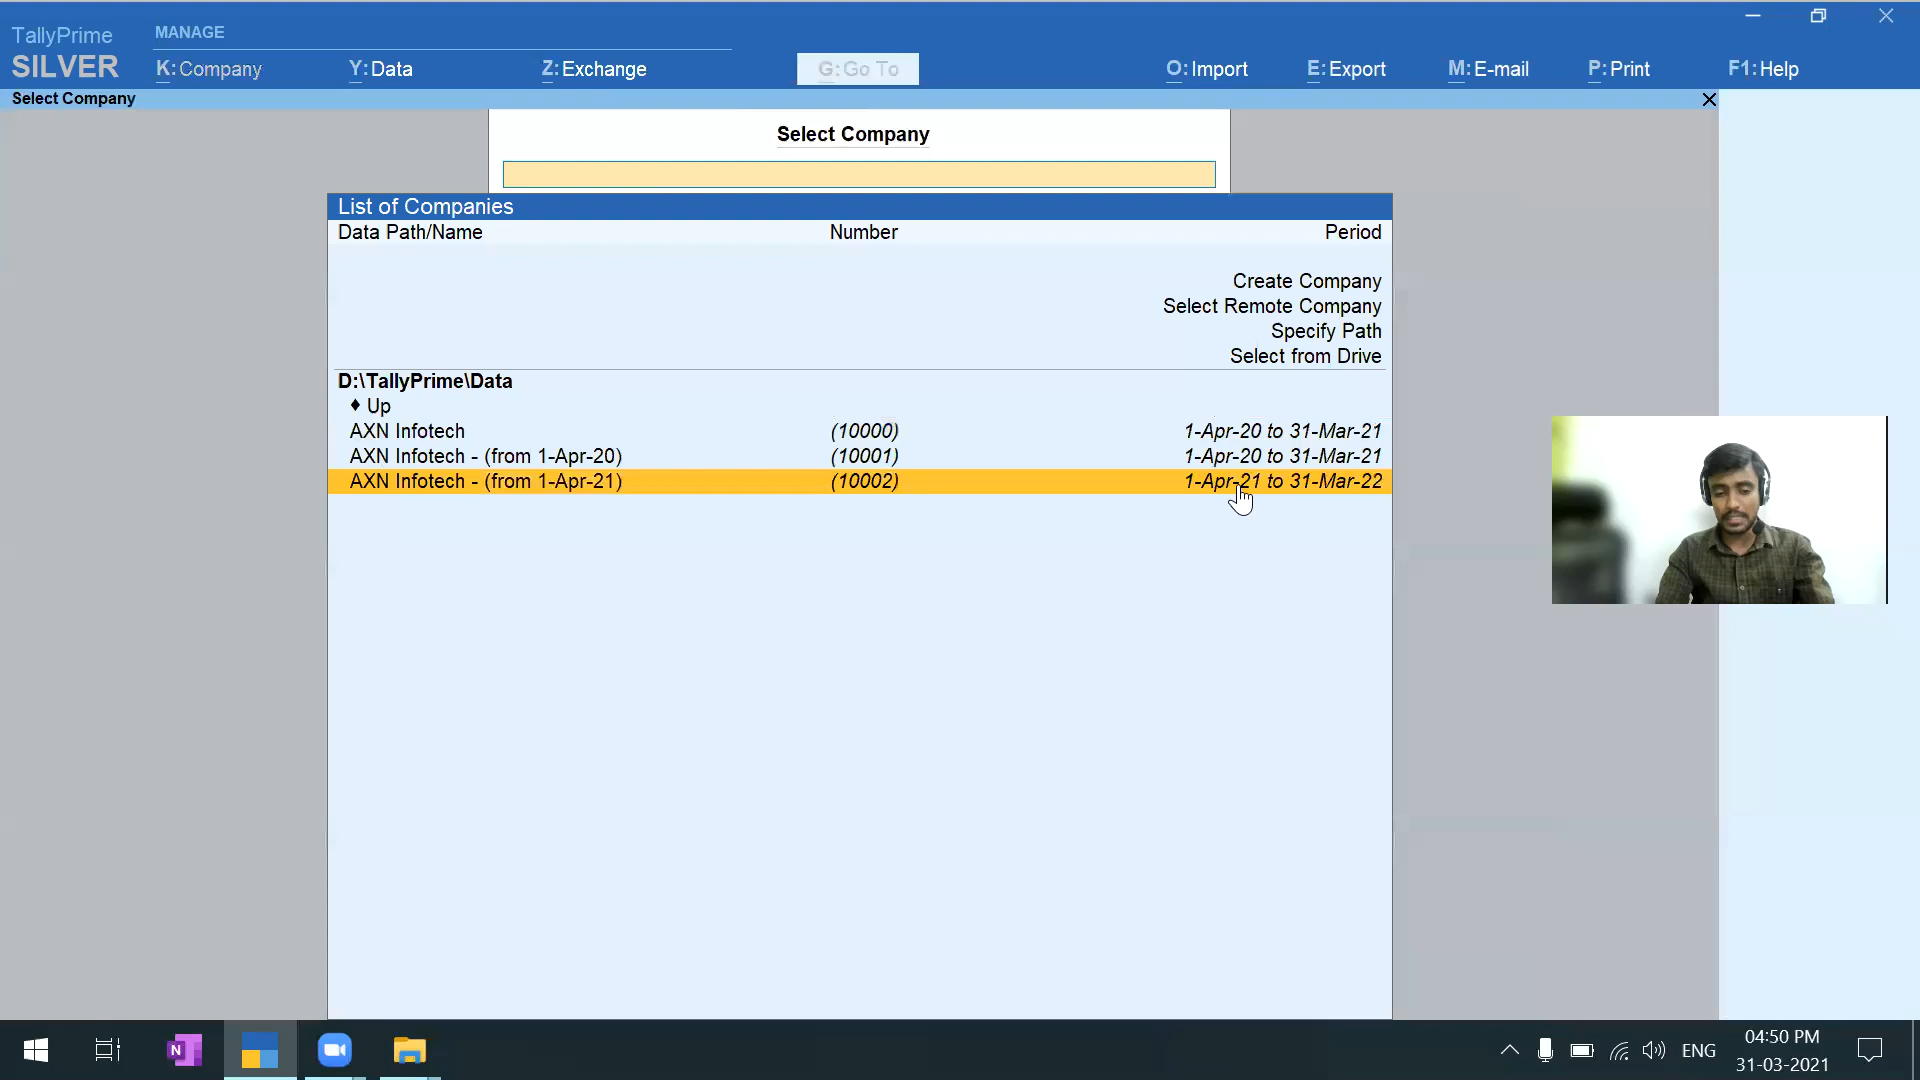 TallyPrime
SILVER
MANAGE
K: Company
Y: Data
Z: Exchange
G: Go To
O: Import
E: Export
M: E-mail
P: Print
F1: Help
Select Company
Select Company
List of Companies
Data Path/Name Number Period
Create Company
Select Remote Company
Specify Path
Select from Drive
D:\TallyPrime\Data
♦ Up
AXN Infotech (10000) 1-Apr-20 to 31-Mar-21
AXN Infotech - (from 1-Apr-20) (10001) 1-Apr-20 to 31-Mar-21
AXN Infotech - (from 1-Apr-21) (10002) 1-Apr-21 to 31-Mar-22
N
ENG
04:50 PM
31-03-2021